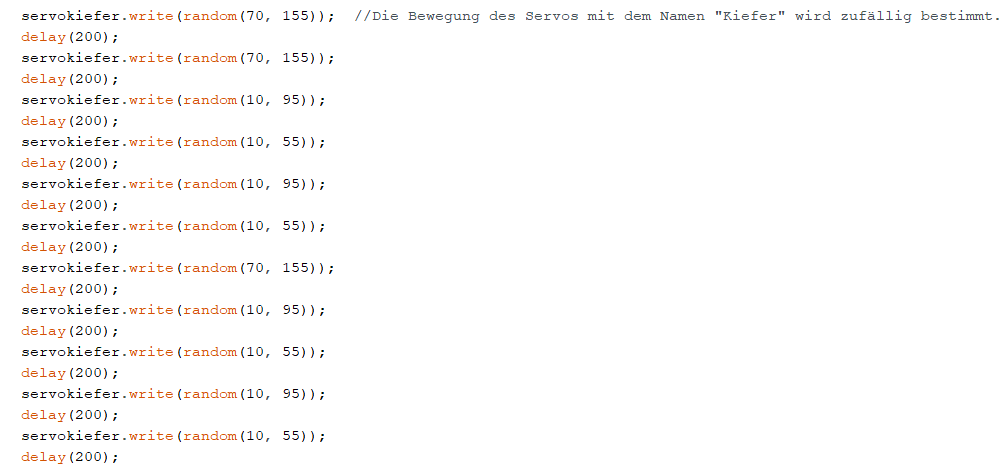 servokiefer.write(random(70, 155));  //Die Bewegung des Servos mit dem Namen "Kiefer" wird zufällig bestimmt.
delay(200);
servokiefer.write(random(70, 155));
delay(200);
servokiefer.write(random(10, 95));
delay(200);
servokiefer.write(random(10, 55));
delay(200);
servokiefer.write(random(10, 95));
delay(200);
servokiefer.write(random(10, 55));
delay(200);
servokiefer.write(random(70, 155));
delay(200);
servokiefer.write(random(10, 95));
delay(200);
servokiefer.write(random(10, 55));
delay(200);
servokiefer.write(random(10, 95));
delay(200);
servokiefer.write(random(10, 55));
delay(200);